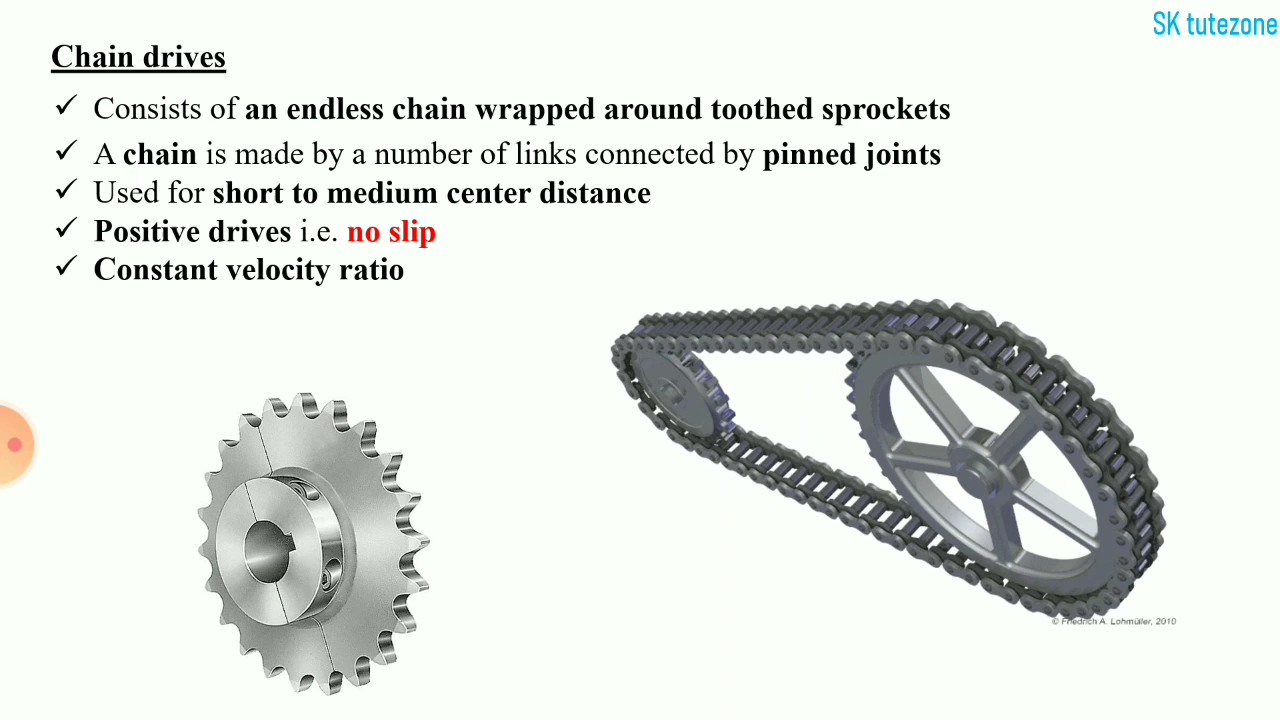 SK tutezone
Chain drives
✓ Consists of an endless chain wrapped around toothed sprockets
✓ A chain is made by a number of links connected by pinned joints
✓ Used for short to medium center distance
✓ Positive drives i.e. no slip
✓ Constant velocity ratio
© Friedrich A. Lohmüller, 2010